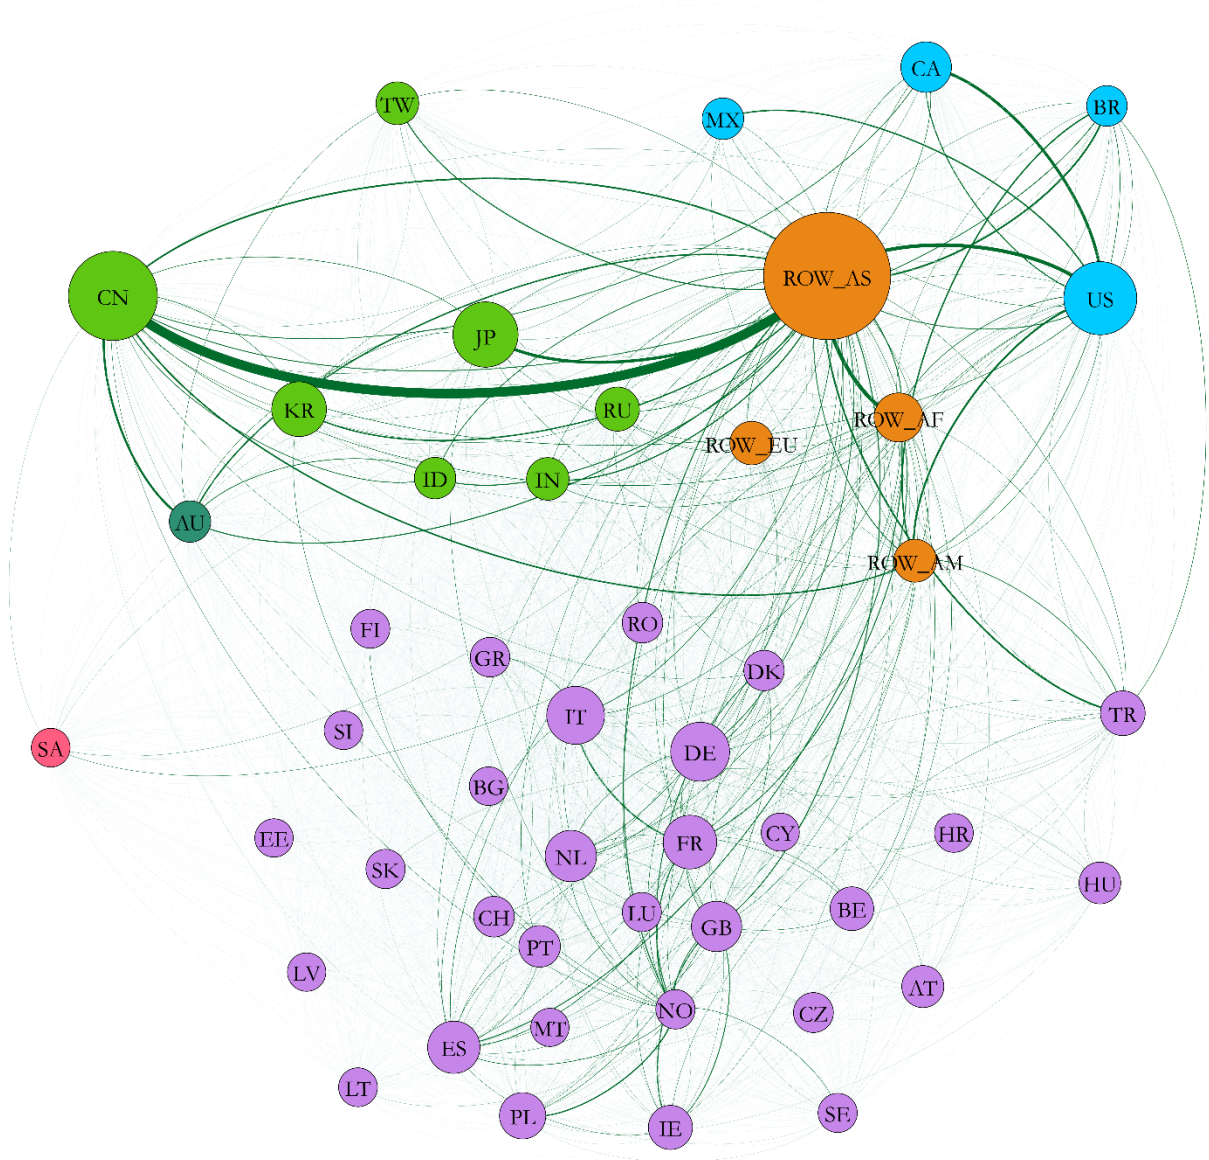 CA
TW
BR
MX
ROW_AS
CN
US
JP
KR
RU
ROW_AF
ROW_EU
ID
IN
AU
ROW_AM
FI
RO
GR
DK
IT
TR
SI
DE
SA
BG
EE
CY
HR
FR
NL
SK
HU
BE
LU
CH
GB
PT
LV
AT
NO
CZ
MT
ES
LT
SE
PL
IE